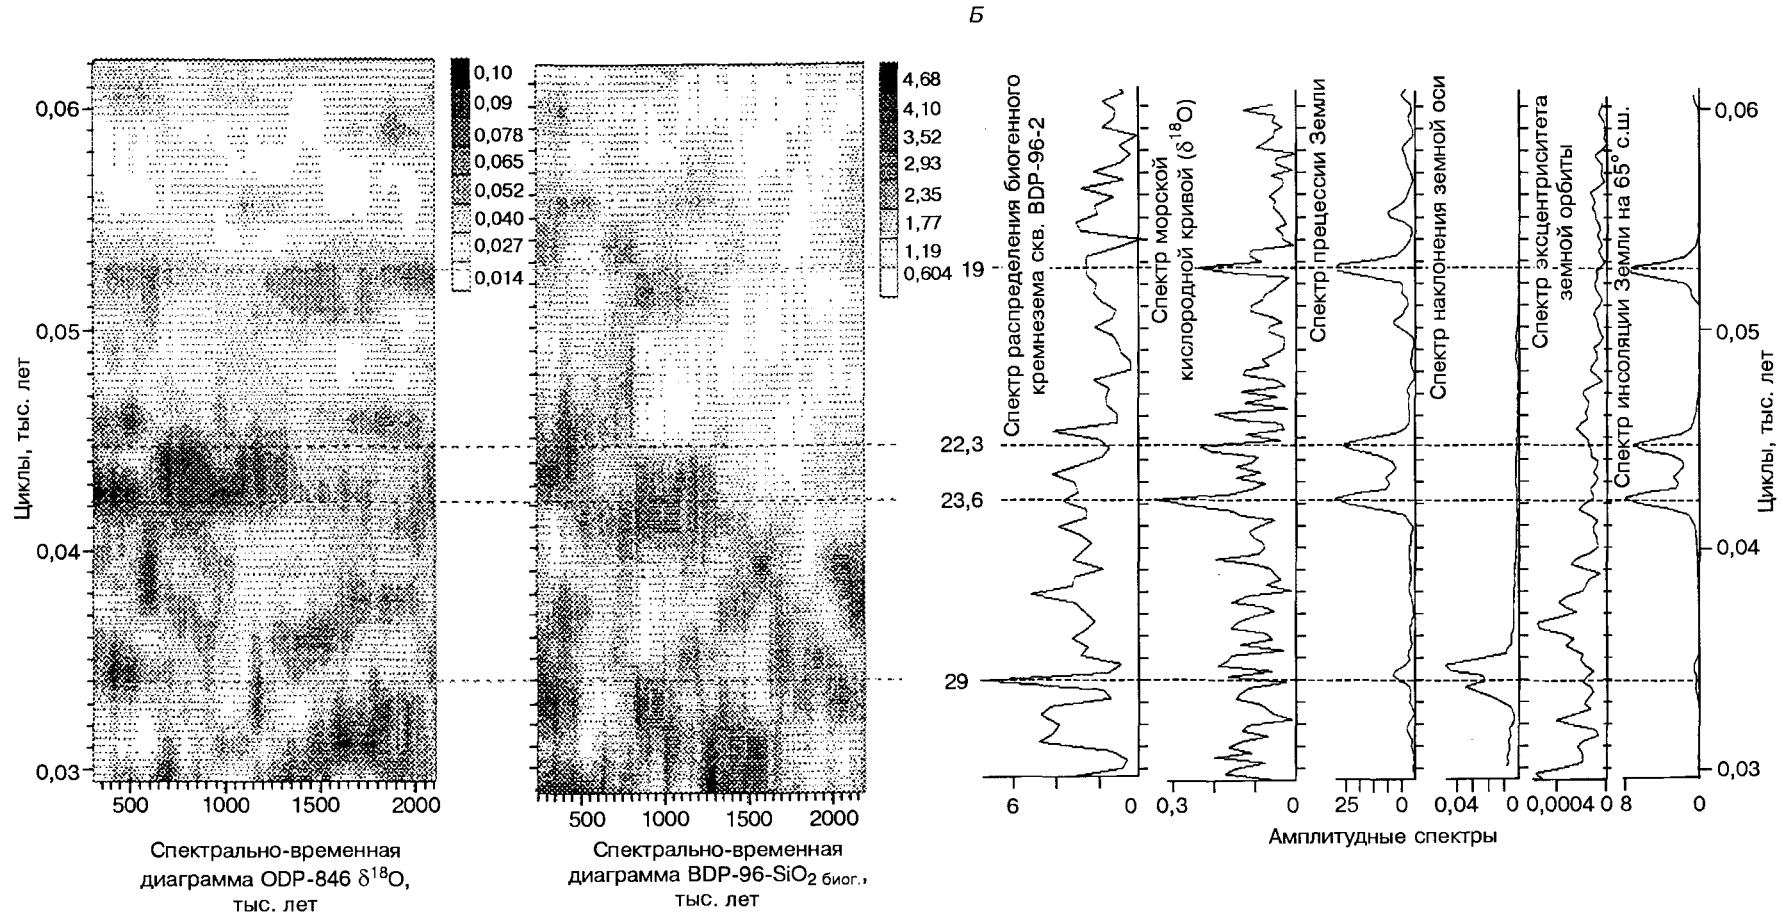 Б
Циклы, тыс. лет
0,06
0,05
0,04
0,03
500
1000
1500
2000
Спектрально-временная
диаграмма ODP-846 δ¹⁸O,
тыс. лет
0,10
0,09
0,078
0,065
0,052
0,040
0,027
0,014
500
1000
1500
2000
Спектрально-временная
диаграмма BDP-96-SiO₂ биог.,
тыс. лет
4,68
4,10
3,52
2,93
2,35
1,77
1,19
0,604
19
22,3
23,6
29
Спектр распределения биогенного
кремнезема скв. BDP-96-2
Спектр морской
кислородной кривой (δ¹⁸O)
Спектр прецессии Земли
Спектр наклонения земной оси
Спектр эксцентриситета
земной орбиты
Спектр инсоляции Земли на 65° с.ш.
6
0
0,3
0
25
0
0,04
0
0,0004
0
8
0
Амплитудные спектры
0,06
0,05
0,04
0,03
Циклы, тыс. лет